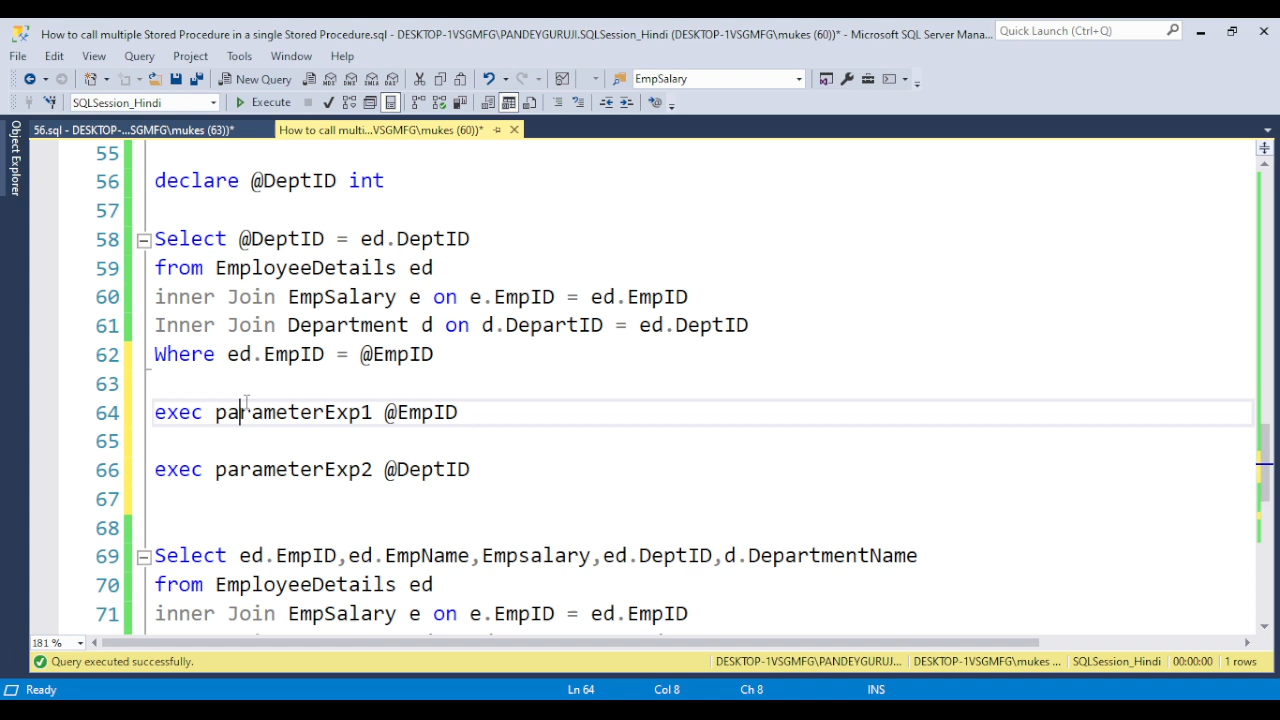 How to call multiple Stored Procedure in a single Stored Procedure.sql - DESKTOP-1VSGMFG\PANDEYGURUJI.SQLSession_Hindi (DESKTOP-1VSGMFG\mukes (60))* - Microsoft SQL Server Mana...
Quick Launch (Ctrl+Q)
File Edit View Query Project Tools Window Help
New Query
EmpSalary
SQLSession_Hindi
Execute
56.sql - DESKTOP-...SGMFG\mukes (63))*
How to call multi...VSGMFG\mukes (60))*
Object Explorer
55
56 declare @DeptID int
57
58 Select @DeptID = ed.DeptID
59 from EmployeeDetails ed
60 inner Join EmpSalary e on e.EmpID = ed.EmpID
61 Inner Join Department d on d.DepartID = ed.DeptID
62 Where ed.EmpID = @EmpID
63
64 exec parameterExp1 @EmpID
65
66 exec parameterExp2 @DeptID
67
68
69 Select ed.EmpID,ed.EmpName,Empsalary,ed.DeptID,d.DepartmentName
70 from EmployeeDetails ed
71 inner Join EmpSalary e on e.EmpID = ed.EmpID
181 %
Query executed successfully.
DESKTOP-1VSGMFG\PANDEYGURUJ... DESKTOP-1VSGMFG\mukes ... SQLSession_Hindi 00:00:00 1 rows
Ready Ln 64 Col 8 Ch 8 INS